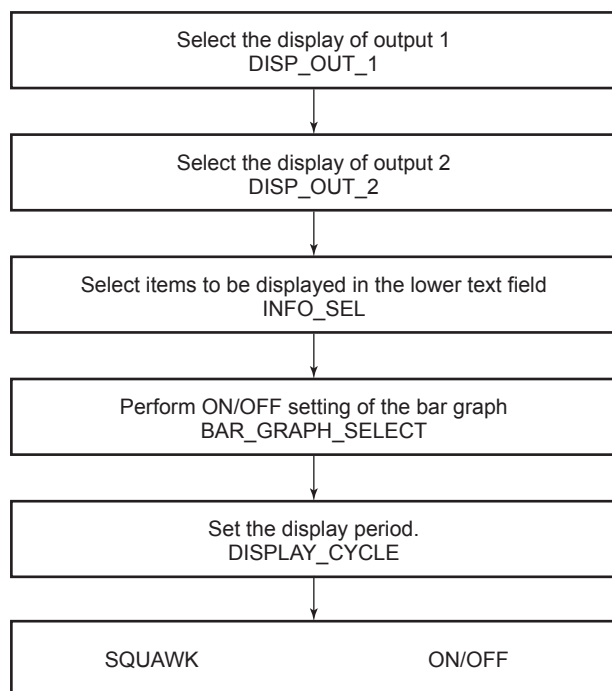 Select the display of output 1
DISP_OUT_1
Select the display of output 2
DISP_OUT_2
Select items to be displayed in the lower text field
INFO_SEL
Perform ON/OFF setting of the bar graph
BAR_GRAPH_SELECT
Set the display period.
DISPLAY_CYCLE
SQUAWK ON/OFF